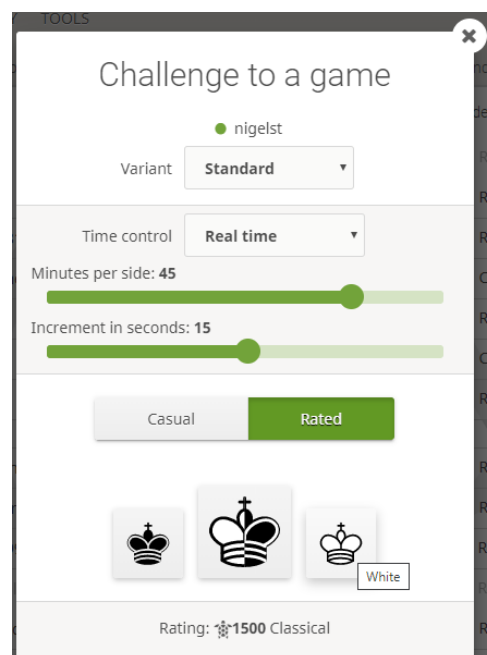 TOOLS
Challenge to a game
nigelst
Variant Standard
Time control Real time
Minutes per side: 45
Increment in seconds: 15
Casual Rated
White
Rating: 1500 Classical